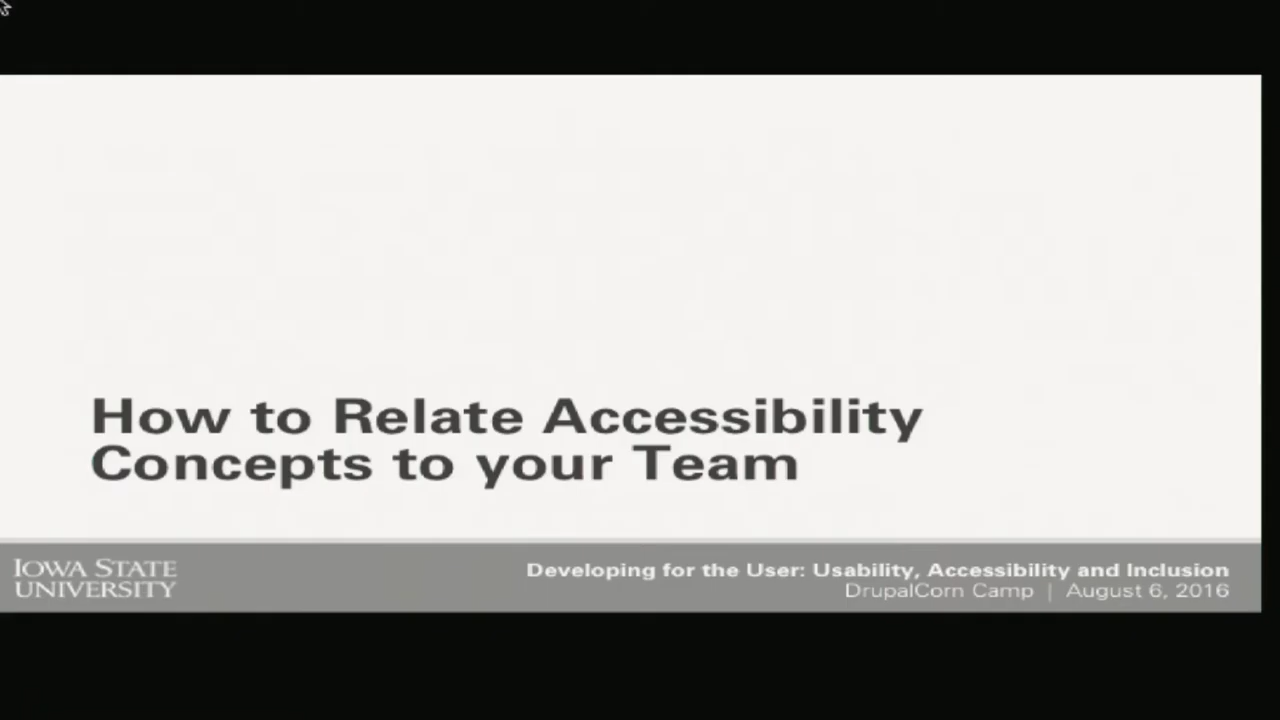 How to Relate Accessibility
Concepts to your Team
IOWA STATE
UNIVERSITY
Developing for the User: Usability, Accessibility and Inclusion
DrupalCorn Camp | August 6, 2016